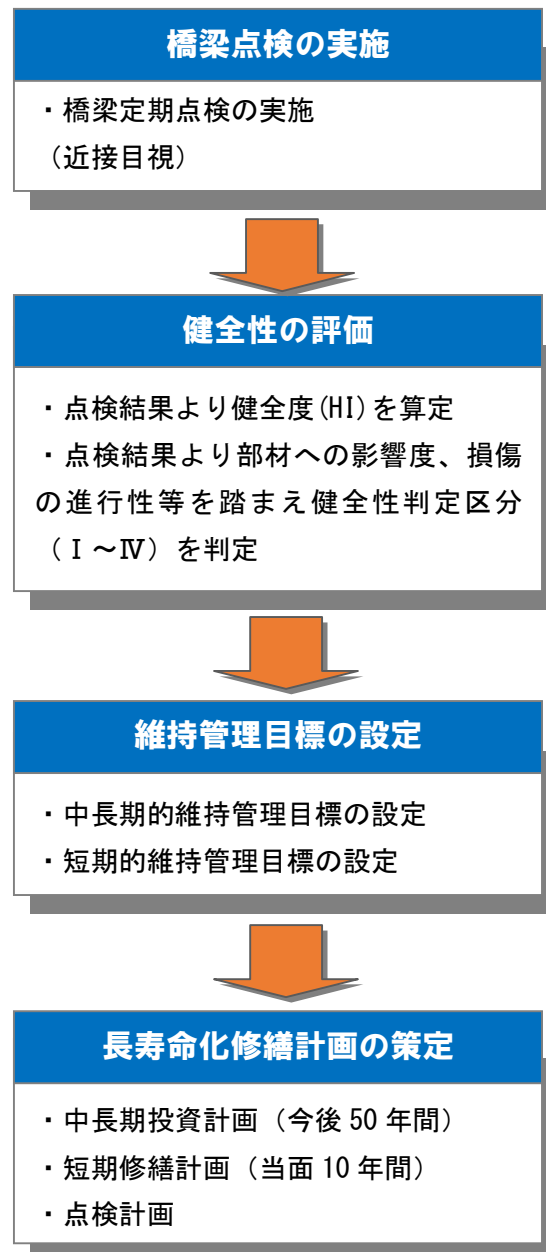 橋梁点検の実施
・橋梁定期点検の実施
（近接目視）
健全性の評価
・点検結果より健全度(HI)を算定
・点検結果より部材への影響度、損傷
の進行性等を踏まえ健全性判定区分
（Ⅰ～Ⅳ）を判定
維持管理目標の設定
・中長期的維持管理目標の設定
・短期的維持管理目標の設定
長寿命化修繕計画の策定
・中長期投資計画（今後 50 年間）
・短期修繕計画（当面 10 年間）
・点検計画